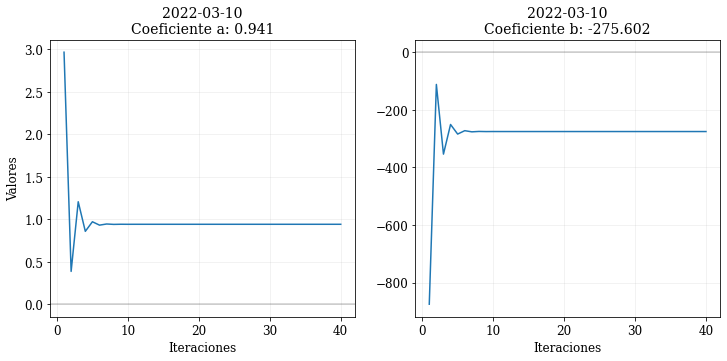 2022-03-10
Coeficiente a: 0.941
3.0
2.5
2.0
1.5
1.0
0.5
0.0
Valores
0 10 20 30 40
Iteraciones
2022-03-10
Coeficiente b: -275.602
0
−200
−400
−600
−800
0 10 20 30 40
Iteraciones